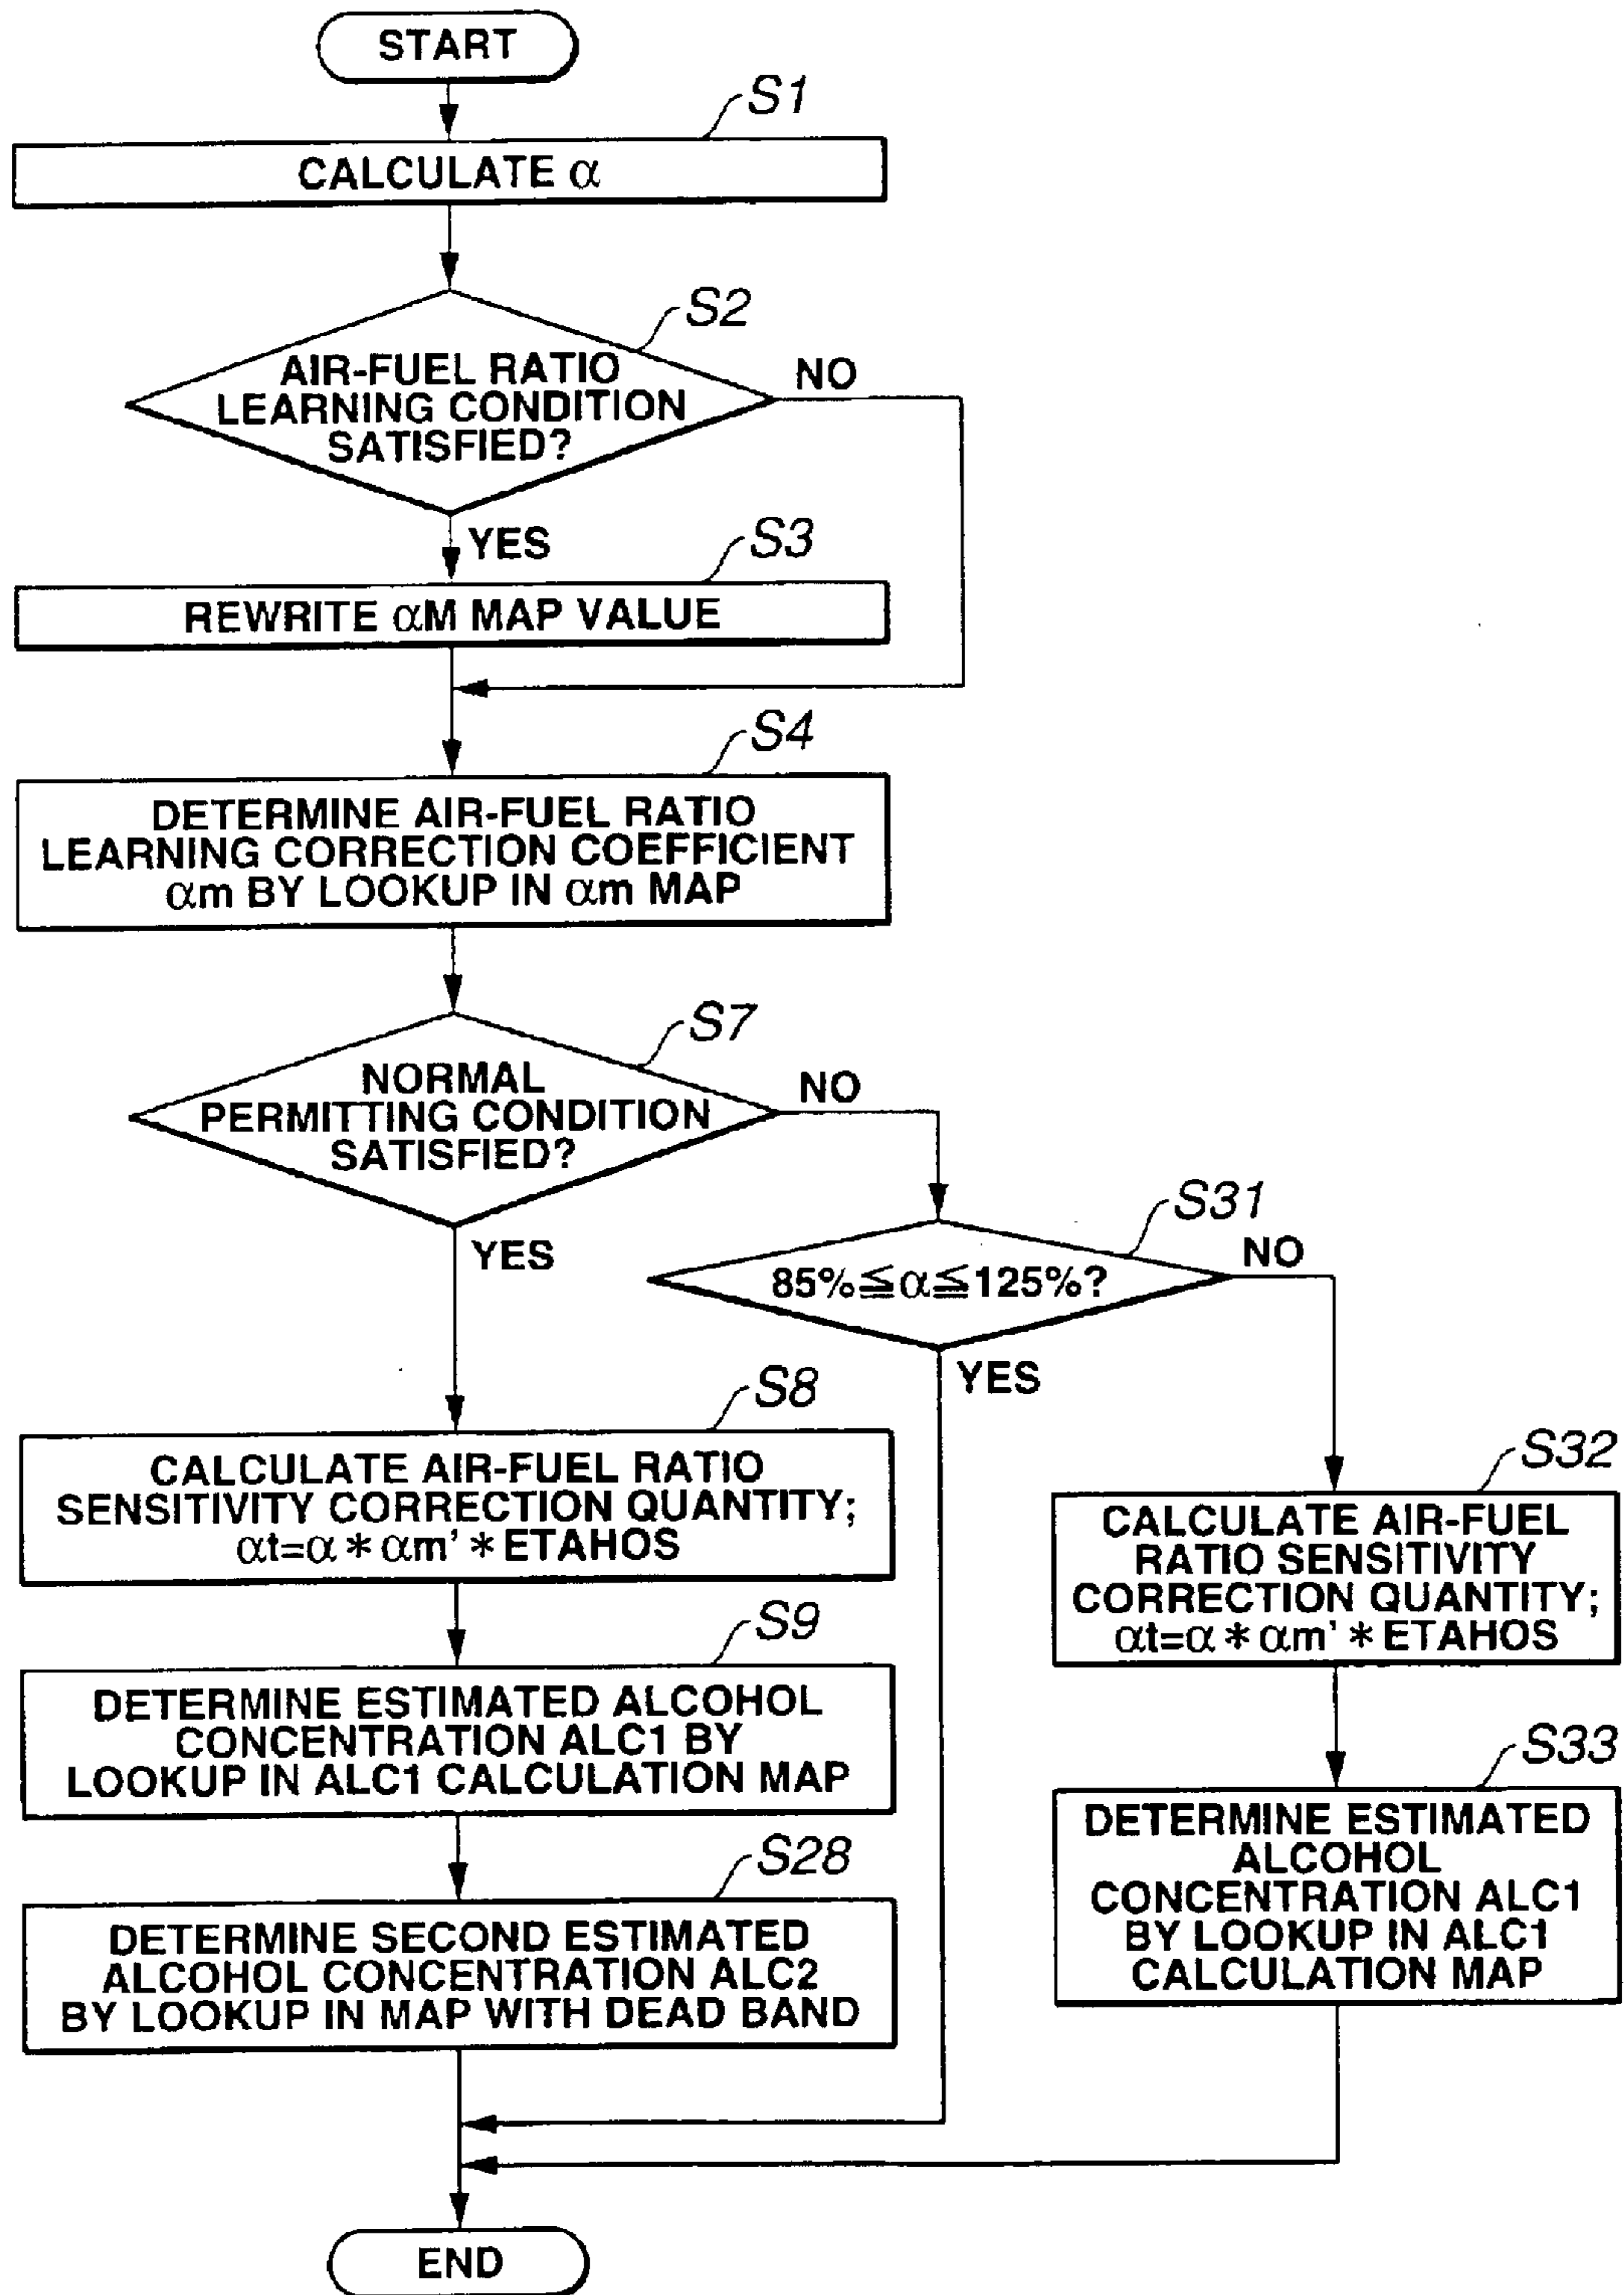 START
S1
CALCULATE α
S2
AIR-FUEL RATIO
LEARNING CONDITION
SATISFIED?
NO
YES
S3
REWRITE αM MAP VALUE
S4
DETERMINE AIR-FUEL RATIO
LEARNING CORRECTION COEFFICIENT
αm BY LOOKUP IN αm MAP
S7
NORMAL
PERMITTING CONDITION
SATISFIED?
NO
YES
S31
85%≦α≦125%?
NO
YES
S8
CALCULATE AIR-FUEL RATIO
SENSITIVITY CORRECTION QUANTITY;
αt=α * αm' * ETAHOS
S9
DETERMINE ESTIMATED ALCOHOL
CONCENTRATION ALC1 BY
LOOKUP IN ALC1 CALCULATION MAP
S28
DETERMINE SECOND ESTIMATED
ALCOHOL CONCENTRATION ALC2
BY LOOKUP IN MAP WITH DEAD BAND
S32
CALCULATE AIR-FUEL
RATIO SENSITIVITY
CORRECTION QUANTITY;
αt=α * αm' * ETAHOS
S33
DETERMINE ESTIMATED
ALCOHOL
CONCENTRATION ALC1
BY LOOKUP IN ALC1
CALCULATION MAP
END